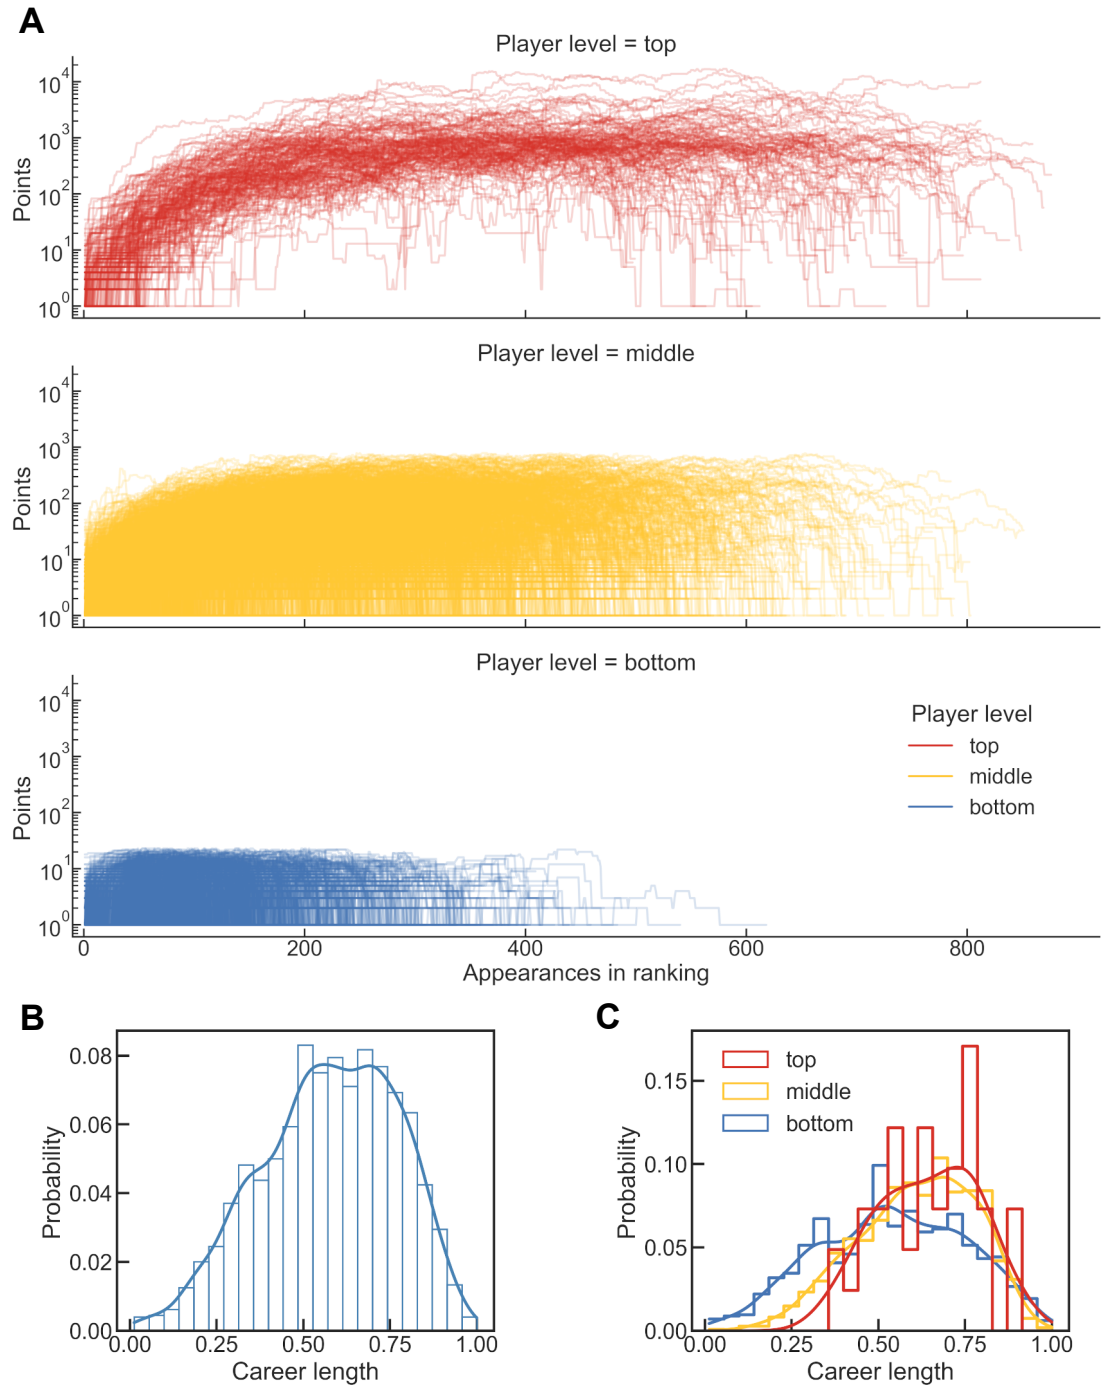 A
Player level = top
Points
10^4
10^3
10^2
10^1
10^0
Player level = middle
Points
10^4
10^3
10^2
10^1
10^0
Player level = bottom
Points
10^4
10^3
10^2
10^1
10^0
Player level
top
middle
bottom
0 200 400 600 800
Appearances in ranking
B
Probability
0.08
0.06
0.04
0.02
0.00
0.00 0.25 0.50 0.75 1.00
Career length
C
Probability
0.15
0.10
0.05
0.00
top
middle
bottom
0.00 0.25 0.50 0.75 1.00
Career length